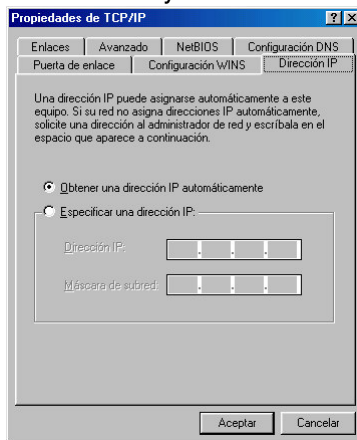 Propiedades de TCP/IP
Enlaces Avanzado NetBIOS Configuración DNS
Puerta de enlace Configuración WINS Dirección IP
Una dirección IP puede asignarse automáticamente a este
equipo. Si su red no asigna direcciones IP automáticamente,
solicite una dirección al administrador de red y escríbala en el
espacio que aparece a continuación.
Obtener una dirección IP automáticamente
Especificar una dirección IP:
Dirección IP:
Máscara de subred:
Aceptar Cancelar